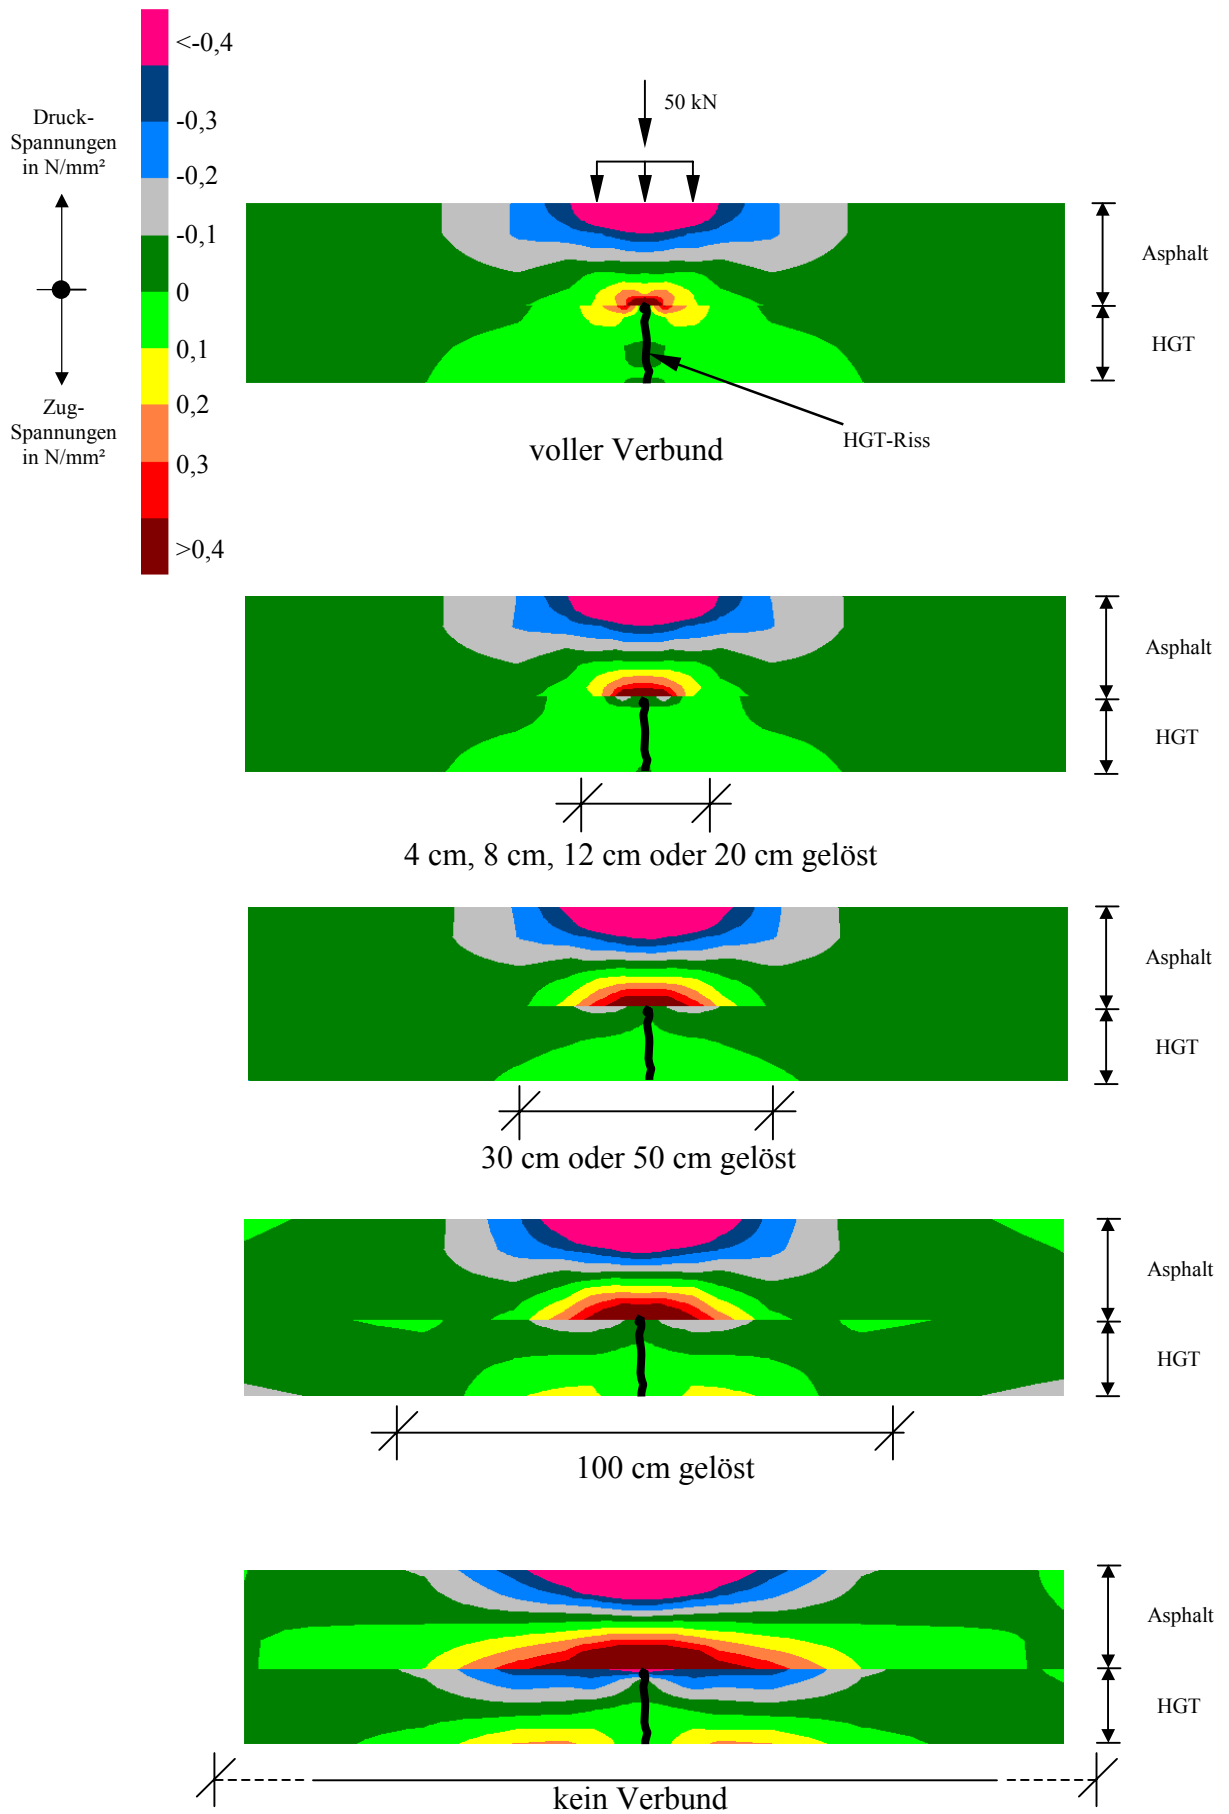 <-0,4
-0,3
-0,2
-0,1
0
0,1
0,2
0,3
>0,4
Druck-
Spannungen
in N/mm²
Zug-
Spannungen
in N/mm²
50 kN
Asphalt
HGT
HGT-Riss
voller Verbund
Asphalt
HGT
4 cm, 8 cm, 12 cm oder 20 cm gelöst
Asphalt
HGT
30 cm oder 50 cm gelöst
Asphalt
HGT
100 cm gelöst
Asphalt
HGT
kein Verbund